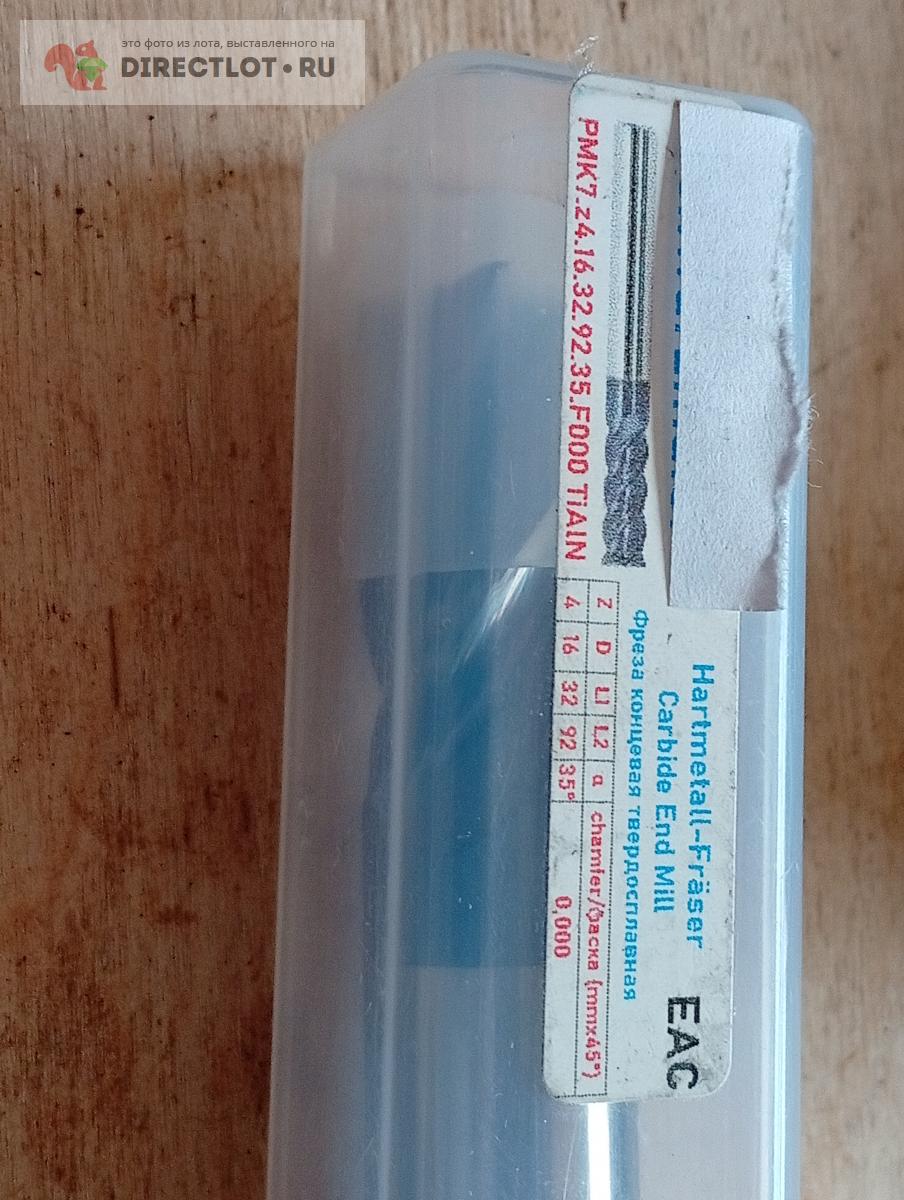 это фото из лота, выставленного на
DIRECTLOT.RU
Hartmetall-Fräser
Carbide End Mill
EAC
Фреза концевая твердосплавная
PMK7.z4.16.32.92.35.F000 TiAlN
Z D L1 L2 α chamfer/фаска (mmx45°)
4 16 32 92 35° 0,000